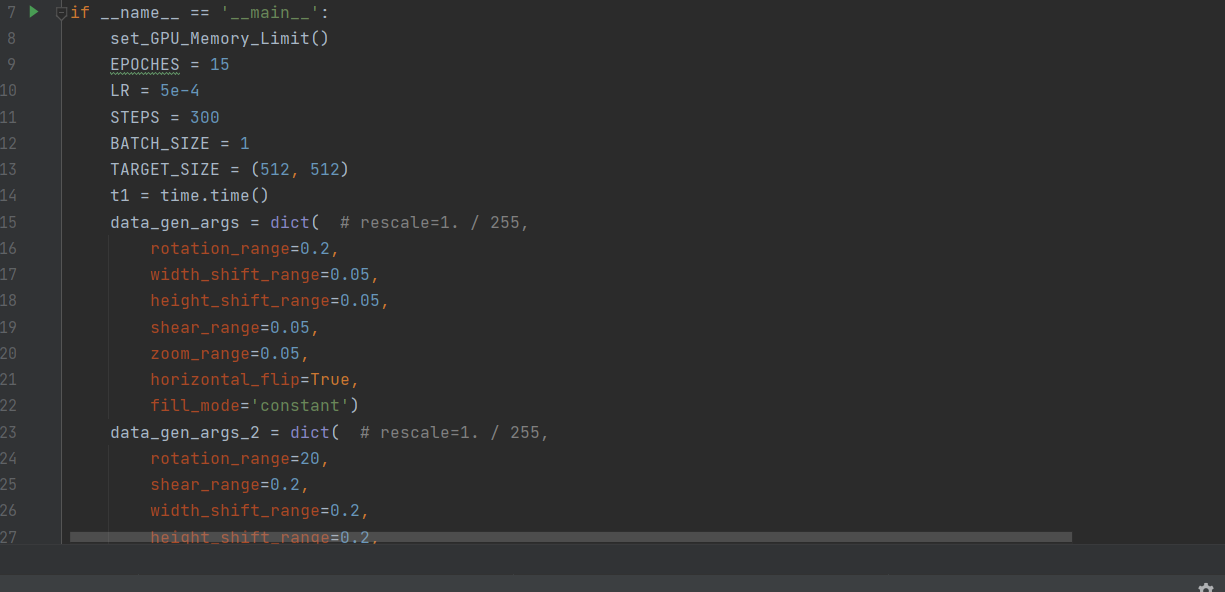 7 if __name__ == '__main__':
8 set_GPU_Memory_Limit()
9 EPOCHES = 15
10 LR = 5e-4
11 STEPS = 300
12 BATCH_SIZE = 1
13 TARGET_SIZE = (512, 512)
14 t1 = time.time()
15 data_gen_args = dict(  # rescale=1. / 255,
16 rotation_range=0.2,
17 width_shift_range=0.05,
18 height_shift_range=0.05,
19 shear_range=0.05,
20 zoom_range=0.05,
21 horizontal_flip=True,
22 fill_mode='constant')
23 data_gen_args_2 = dict(  # rescale=1. / 255,
24 rotation_range=20,
25 shear_range=0.2,
26 width_shift_range=0.2,
27 height_shift_range=0.2,